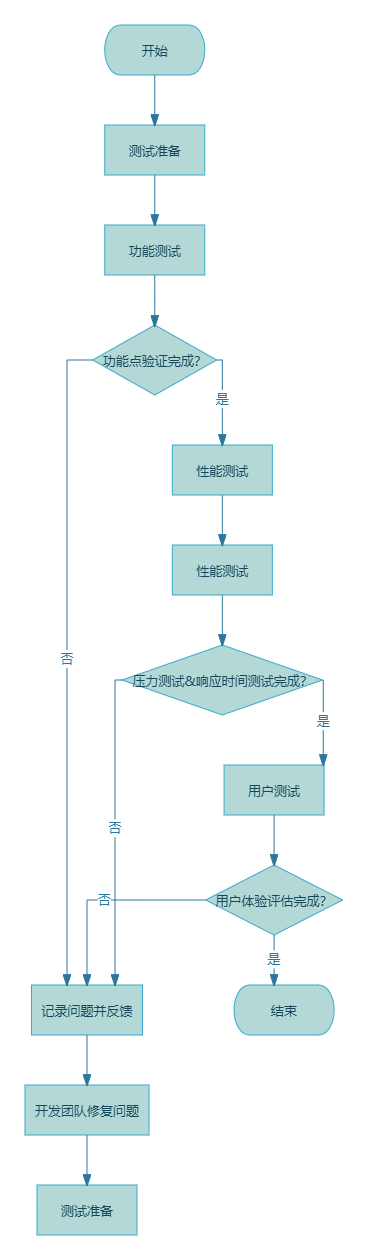 开始
测试准备
功能测试
功能点验证完成?
是
性能测试
性能测试
否
压力测试&响应时间测试完成?
是
用户测试
否
用户体验评估完成?
否
是
记录问题并反馈
结束
开发团队修复问题
测试准备